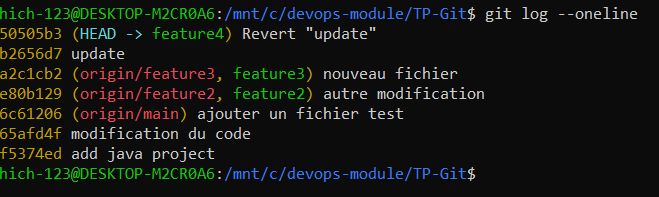 hich-123@DESKTOP-M2CR0A6:/mnt/c/devops-module/TP-Git$ git log --oneline
50505b3 (HEAD -> feature4) Revert "update"
b2656d7 update
a2c1cb2 (origin/feature3, feature3) nouveau fichier
e80b129 (origin/feature2, feature2) autre modification
6c61206 (origin/main) ajouter un fichier test
65afd4f modification du code
f5374ed add java project
hich-123@DESKTOP-M2CR0A6:/mnt/c/devops-module/TP-Git$